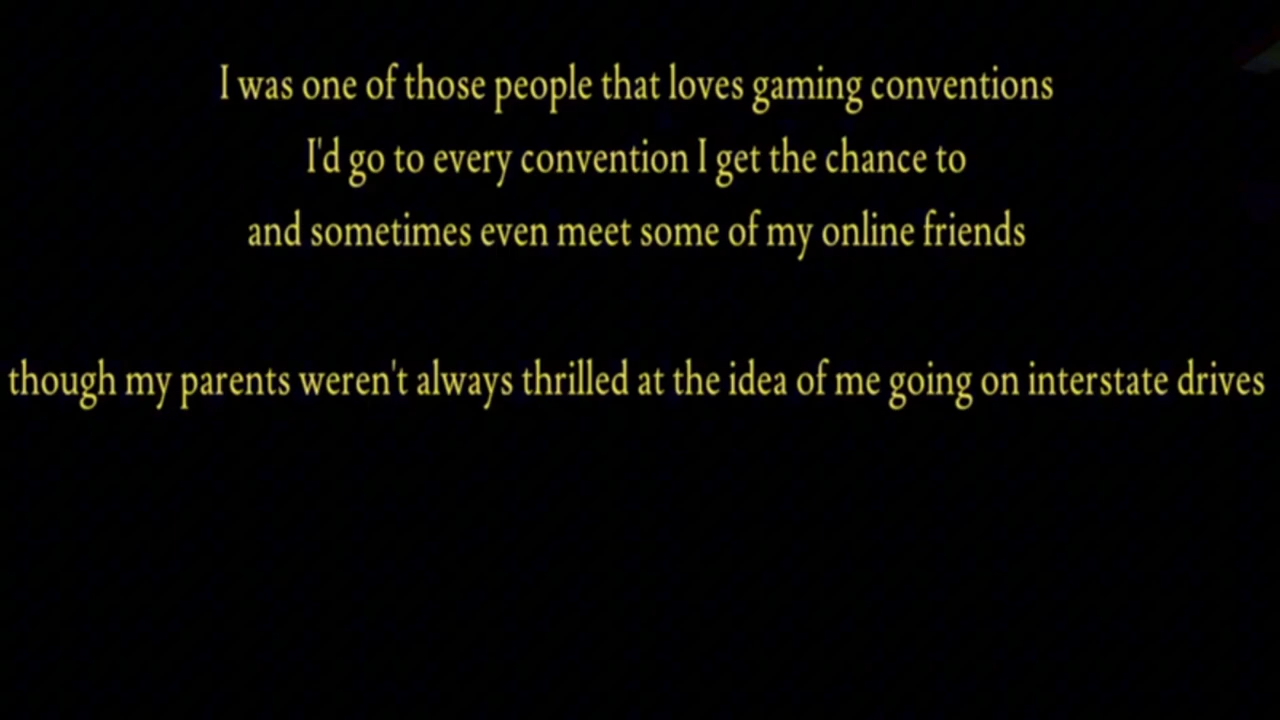 I was one of those people that loves gaming conventions
I'd go to every convention I get the chance to
and sometimes even meet some of my online friends
though my parents weren't always thrilled at the idea of me going on interstate drives